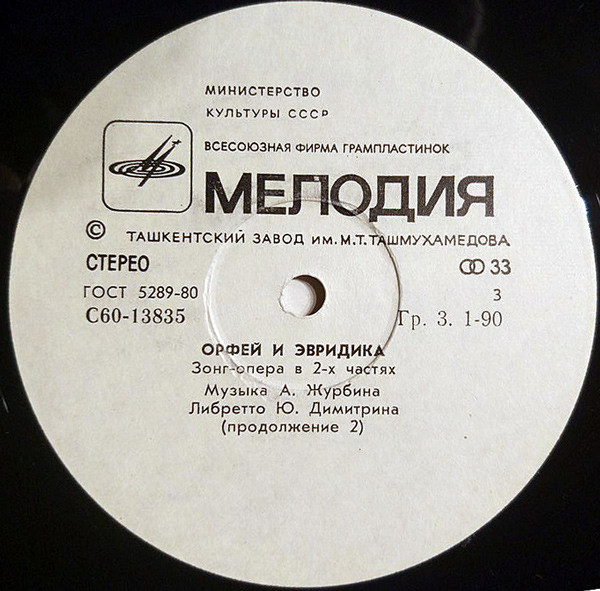 МИНИСТЕРСТВО
КУЛЬТУРЫ СССР
ВСЕСОЮЗНАЯ ФИРМА ГРАМПЛАСТИНОК
МЕЛОДИЯ
© ТАШКЕНТСКИЙ ЗАВОД ИМ. М.Т. ТАШМУХАМЕДОВА
СТЕРЕО 33
ГОСТ 5289-80 3
С60-13835 Гр. 3. 1-90
ОРФЕЙ И ЭВРИДИКА
Зонг-опера в 2-х частях
Музыка А. Журбина
Либретто Ю. Димитрина
(продолжение 2)